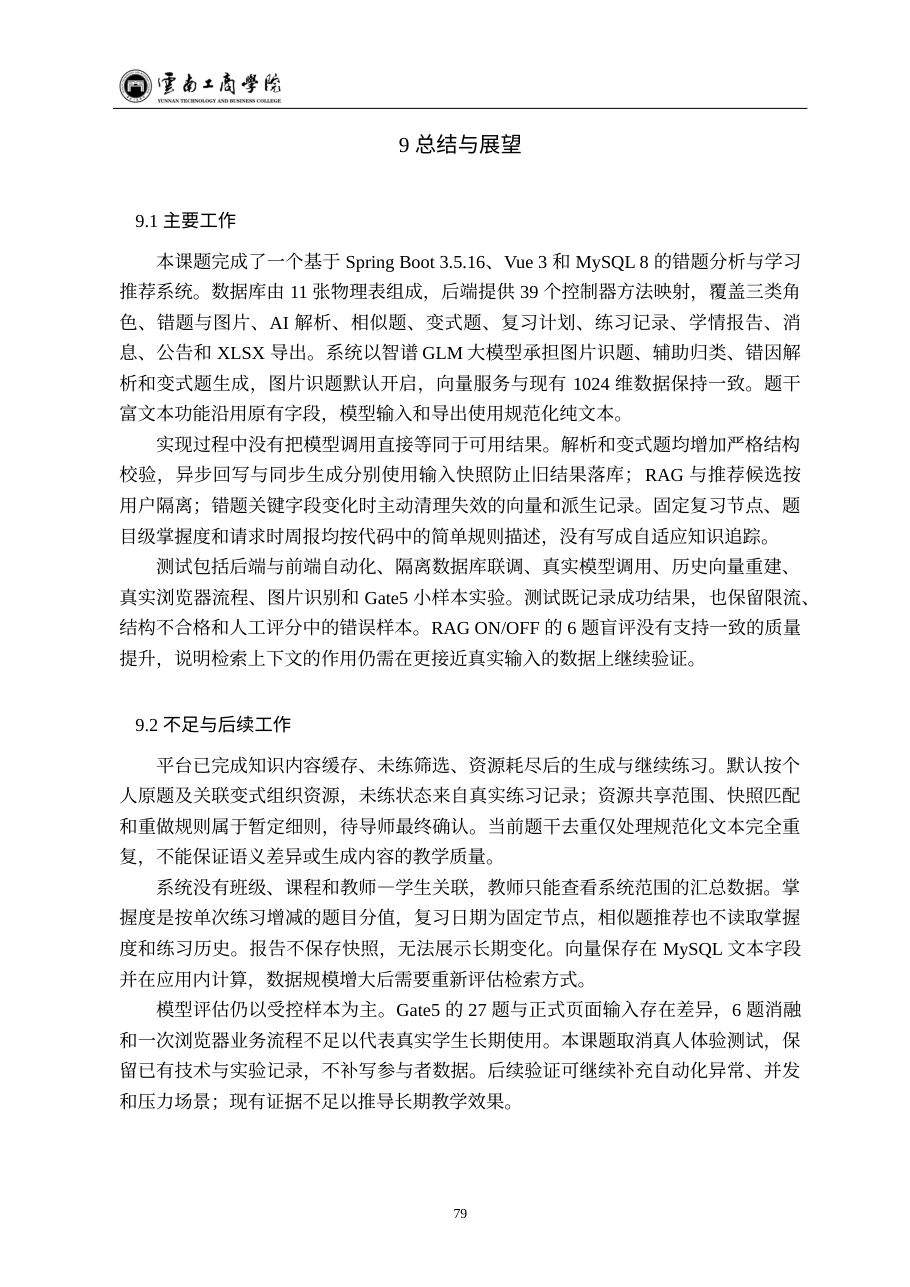 雲南工商學院
YUNNAN TECHNOLOGY AND BUSINESS COLLEGE
9 总结与展望
9.1 主要工作
本课题完成了一个基于 Spring Boot 3.5.16、Vue 3 和 MySQL 8 的错题分析与学习
推荐系统。数据库由 11 张物理表组成，后端提供 39 个控制器方法映射，覆盖三类角
色、错题与图片、AI 解析、相似题、变式题、复习计划、练习记录、学情报告、消
息、公告和 XLSX 导出。系统以智谱 GLM 大模型承担图片识题、辅助归类、错因解
析和变式题生成，图片识题默认开启，向量服务与现有 1024 维数据保持一致。题干
富文本功能沿用原有字段，模型输入和导出使用规范化纯文本。
实现过程中没有把模型调用直接等同于可用结果。解析和变式题均增加严格结构
校验，异步回写与同步生成分别使用输入快照防止旧结果落库；RAG 与推荐候选按
用户隔离；错题关键字段变化时主动清理失效的向量和派生记录。固定复习节点、题
目级掌握度和请求时周报均按代码中的简单规则描述，没有写成自适应知识追踪。
测试包括后端与前端自动化、隔离数据库联调、真实模型调用、历史向量重建、
真实浏览器流程、图片识别和 Gate5 小样本实验。测试既记录成功结果，也保留限流、
结构不合格和人工评分中的错误样本。RAG ON/OFF 的 6 题盲评没有支持一致的质量
提升，说明检索上下文的作用仍需在更接近真实输入的数据上继续验证。
9.2 不足与后续工作
平台已完成知识内容缓存、未练筛选、资源耗尽后的生成与继续练习。默认按个
人原题及关联变式组织资源，未练状态来自真实练习记录；资源共享范围、快照匹配
和重做规则属于暂定细则，待导师最终确认。当前题干去重仅处理规范化文本完全重
复，不能保证语义差异或生成内容的教学质量。
系统没有班级、课程和教师—学生关联，教师只能查看系统范围的汇总数据。掌
握度是按单次练习增减的题目分值，复习日期为固定节点，相似题推荐也不读取掌握
度和练习历史。报告不保存快照，无法展示长期变化。向量保存在 MySQL 文本字段
并在应用内计算，数据规模增大后需要重新评估检索方式。
模型评估仍以受控样本为主。Gate5 的 27 题与正式页面输入存在差异，6 题消融
和一次浏览器业务流程不足以代表真实学生长期使用。本课题取消真人体验测试，保
留已有技术与实验记录，不补写参与者数据。后续验证可继续补充自动化异常、并发
和压力场景；现有证据不足以推导长期教学效果。
79